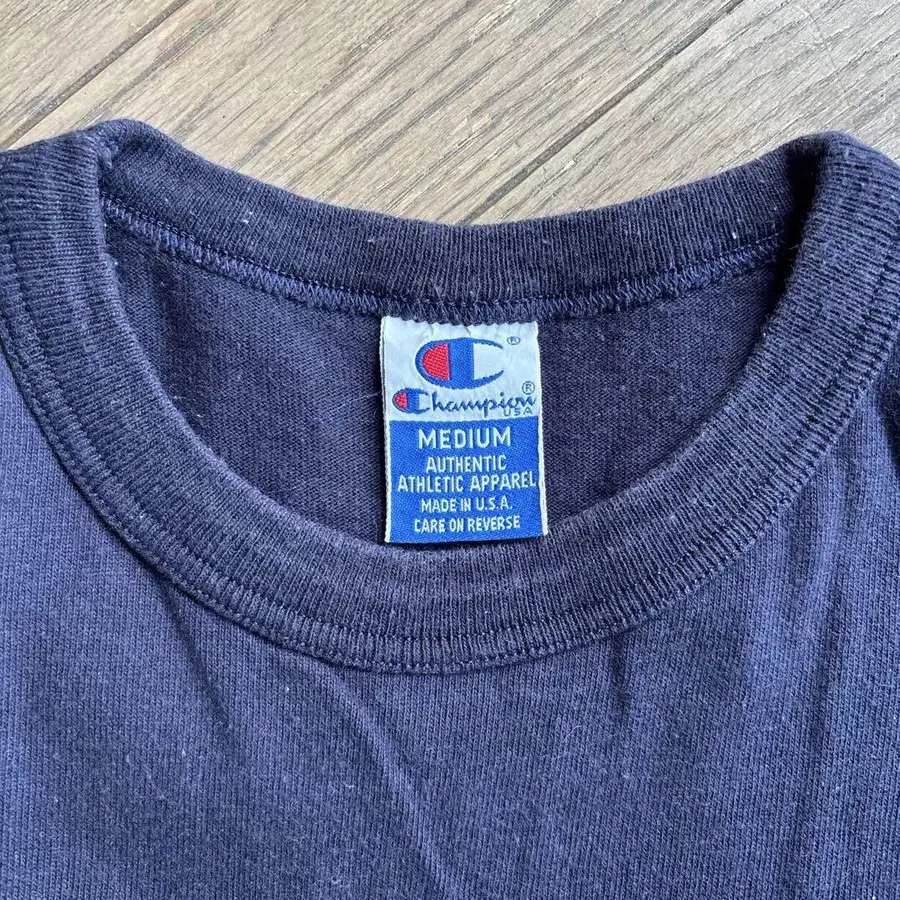 ®
Champion®
USA
MEDIUM
AUTHENTIC
ATHLETIC APPAREL
MADE IN U.S.A.
CARE ON REVERSE